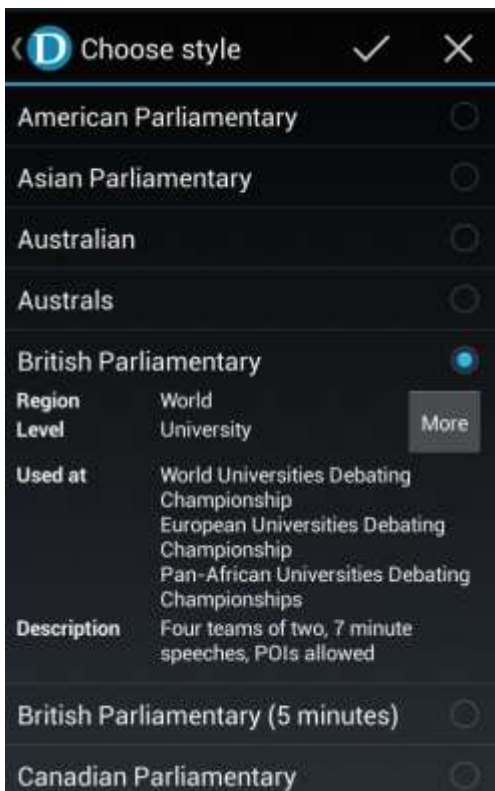 D Choose style
American Parliamentary
Asian Parliamentary
Australian
Australs
British Parliamentary
Region World
Level University
More
Used at World Universities Debating
Championship
European Universities Debating
Championship
Pan-African Universities Debating
Championships
Description Four teams of two, 7 minute
speeches, POIs allowed
British Parliamentary (5 minutes)
Canadian Parliamentary